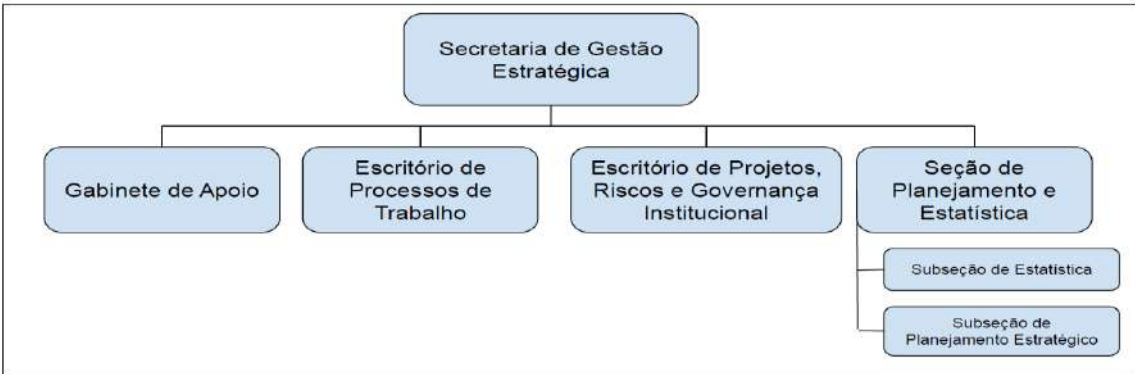 Secretaria de Gestão
Estratégica
Gabinete de Apoio
Escritório de
Processos de
Trabalho
Escritório de Projetos,
Riscos e Governança
Institucional
Seção de
Planejamento e
Estatística
Subseção de Estatística
Subseção de
Planejamento Estratégico